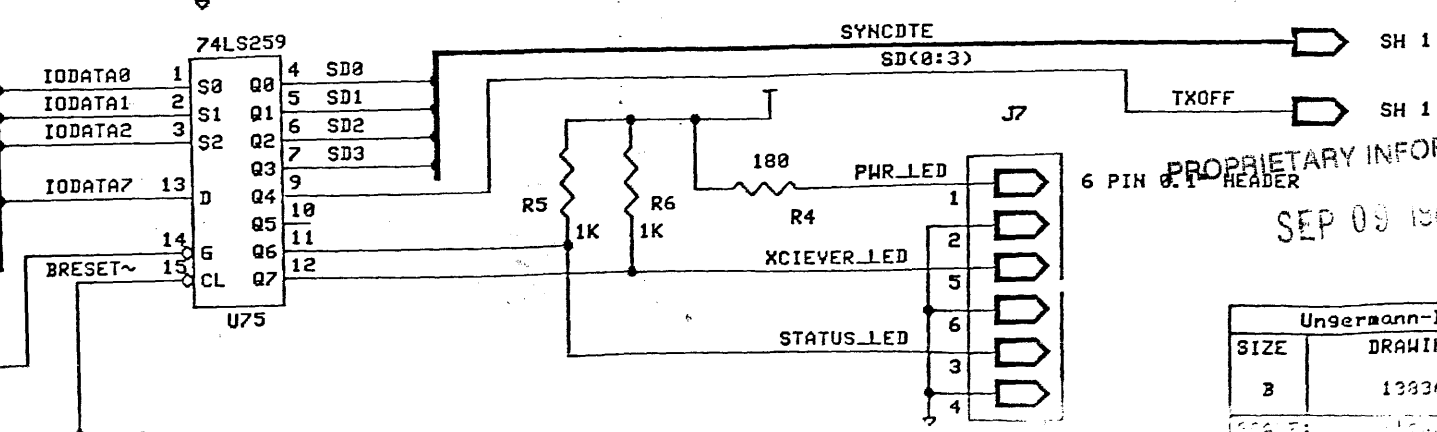 74LS259
SYNCDTE
SH 1
SD(0:3)
IODATA0 1 S0 Q0 4 SD0
IODATA1 2 S1 Q1 5 SD1
IODATA2 3 S2 Q2 6 SD2
Q3 7 SD3
IODATA7 13 D Q4 9
Q5 10
14 G Q6 11
BRESET~ 15 CL Q7 12
U75
TXOFF
SH 1
J7
180
R4
R5
1K
R6
1K
PWR_LED
1
2
XCIEVER_LED
5
6
STATUS_LED
3
4
6 PIN 0.1" HEADER
PROPRIETARY INFOR
SEP 09
Ungermann-
SIZE
DRAWI
B